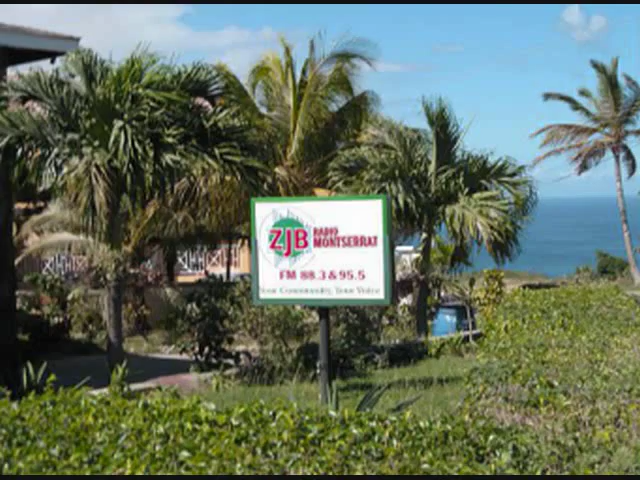 ZJB RADIO
MONTSERRAT
FM 88.3 & 95.5
Your Community, Your Voice